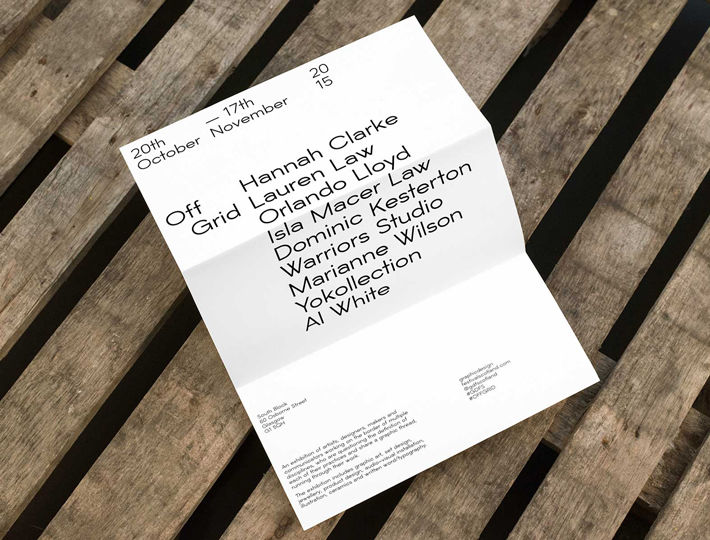 20th — 17th 20
October November 15
Off
Grid
Hannah Clarke
Lauren Law
Orlando Lloyd
Isla Macer Law
Dominic Kesterton
Warriors Studio
Marianne Wilson
Yokollection
Al White
South Block
60 Osborne Street
Glasgow
G1 5QH
graphicdesign
festivalscotland.com
@gdfscotland
#GDFS
#OFFGRID
An exhibition of artists, designers, makers and
communicators working on the border of multiple
disciplines, who are questioning the definition of
each of their practices and share a graphic thread,
running through their work.
The exhibition includes graphic art, set design,
jewellery, product design, audio-visual installation,
illustration, ceramics and written word/typography.